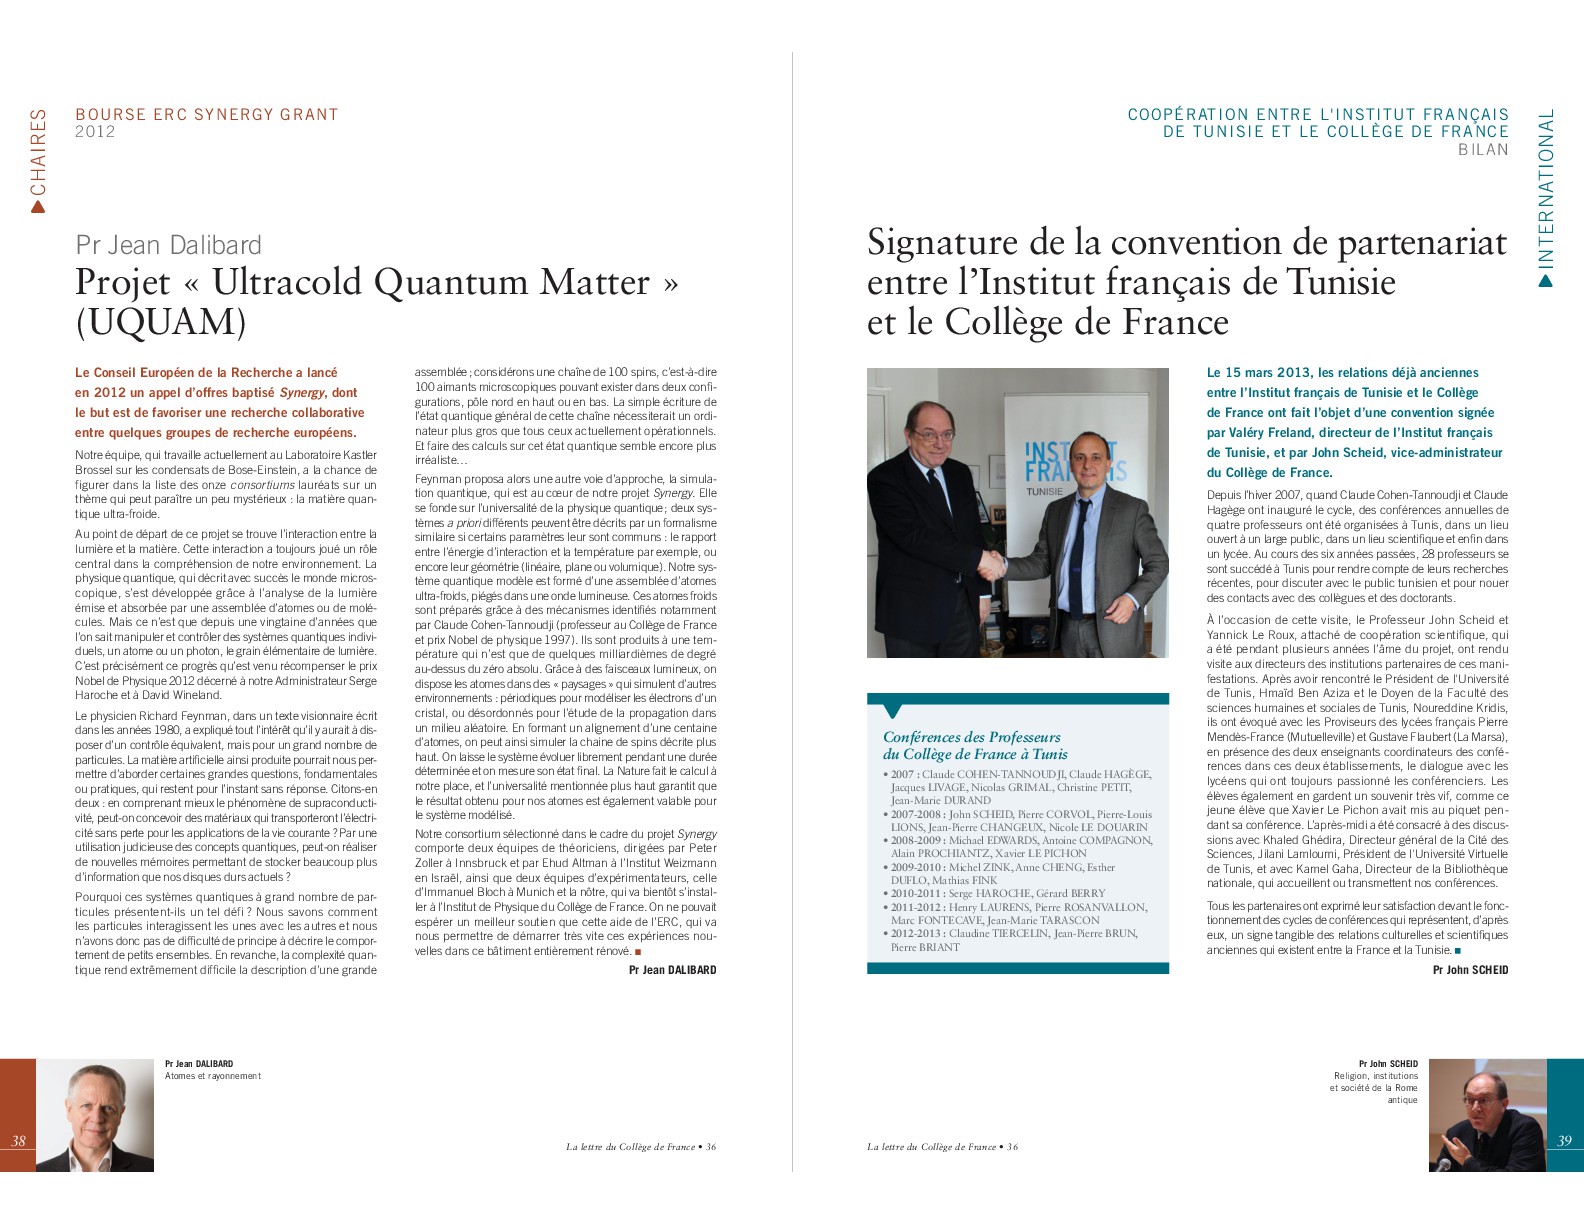 CHAIRES
BOURSE ERC SYNERGY GRANT
2012
Pr Jean Dalibard
Projet « Ultracold Quantum Matter »
(UQUAM)
Le Conseil Européen de la Recherche a lancé
en 2012 un appel d'offres baptisé Synergy, dont
le but est de favoriser une recherche collaborative
entre quelques groupes de recherche européens.
Notre équipe, qui travaille actuellement au Laboratoire Kastler
Brossel sur les condensats de Bose-Einstein, a la chance de
figurer dans la liste des onze consortiums lauréats sur un
thème qui peut paraître un peu mystérieux : la matière quan-
tique ultra-froide.
Au point de départ de ce projet se trouve l'interaction entre la
lumière et la matière. Cette interaction a toujours joué un rôle
central dans la compréhension de notre environnement. La
physique quantique, qui décrit avec succès le monde micros-
copique, s'est développée grâce à l'analyse de la lumière
émise et absorbée par une assemblée d'atomes ou de molé-
cules. Mais ce n'est que depuis une vingtaine d'années que
l'on sait manipuler et contrôler des systèmes quantiques indivi-
duels, un atome ou un photon, le grain élémentaire de lumière.
C'est précisément ce progrès qu'est venu récompenser le prix
Nobel de Physique 2012 décerné à notre Administrateur Serge
Haroche et à David Wineland.
Le physicien Richard Feynman, dans un texte visionnaire écrit
dans les années 1980, a expliqué tout l'intérêt qu'il y aurait à dis-
poser d'un contrôle équivalent, mais pour un grand nombre de
particules. La matière artificielle ainsi produite pourrait nous per-
mettre d'aborder certaines grandes questions, fondamentales
ou pratiques, qui restent pour l'instant sans réponse. Citons-en
deux : en comprenant mieux le phénomène de supraconducti-
vité, peut-on concevoir des matériaux qui transporteront l'électri-
cité sans perte pour les applications de la vie courante ? Par une
utilisation judicieuse des concepts quantiques, peut-on réaliser
de nouvelles mémoires permettant de stocker beaucoup plus
d'information que nos disques durs actuels ?
Pourquoi ces systèmes quantiques à grand nombre de par-
ticules présentent-ils un tel défi ? Nous savons comment
les particules interagissent les unes avec les autres et nous
n'avons donc pas de difficulté de principe à décrire le compor-
tement de petits ensembles. En revanche, la complexité quan-
tique rend extrêmement difficile la description d'une grande
assemblée ; considérons une chaîne de 100 spins, c'est-à-dire
100 aimants microscopiques pouvant exister dans deux confi-
gurations, pôle nord en haut ou en bas. La simple écriture de
l'état quantique général de cette chaîne nécessiterait un ordi-
nateur plus gros que tous ceux actuellement opérationnels.
Et faire des calculs sur cet état quantique semble encore plus
irréaliste…
Feynman proposa alors une autre voie d'approche, la simula-
tion quantique, qui est au cœur de notre projet Synergy. Elle
se fonde sur l'universalité de la physique quantique ; deux sys-
tèmes a priori différents peuvent être décrits par un formalisme
similaire si certains paramètres leur sont communs : le rapport
entre l'énergie d'interaction et la température par exemple, ou
encore leur géométrie (linéaire, plane ou volumique). Notre sys-
tème quantique modèle est formé d'une assemblée d'atomes
ultra-froids, piégés dans une onde lumineuse. Ces atomes froids
sont préparés grâce à des mécanismes identifiés notamment
par Claude Cohen-Tannoudji (professeur au Collège de France
et prix Nobel de physique 1997). Ils sont produits à une tem-
pérature qui n'est que de quelques milliardièmes de degré
au-dessus du zéro absolu. Grâce à des faisceaux lumineux, on
dispose les atomes dans des « paysages » qui simulent d'autres
environnements : périodiques pour modéliser les électrons d'un
cristal, ou désordonnés pour l'étude de la propagation dans
un milieu aléatoire. En formant un alignement d'une centaine
d'atomes, on peut ainsi simuler la chaine de spins décrite plus
haut. On laisse le système évoluer librement pendant une durée
déterminée et on mesure son état final. La Nature fait le calcul à
notre place, et l'universalité mentionnée plus haut garantit que
le résultat obtenu pour nos atomes est également valable pour
le système modélisé.
Notre consortium sélectionné dans le cadre du projet Synergy
comporte deux équipes de théoriciens, dirigées par Peter
Zoller à Innsbruck et par Ehud Altman à l'Institut Weizmann
en Israël, ainsi que deux équipes d'expérimentateurs, celle
d'Immanuel Bloch à Munich et la nôtre, qui va bientôt s'instal-
ler à l'Institut de Physique du Collège de France. On ne pouvait
espérer un meilleur soutien que cette aide de l'ERC, qui va
nous permettre de démarrer très vite ces expériences nou-
velles dans ce bâtiment entièrement rénové. ■
Pr Jean DALIBARD
Pr Jean DALIBARD
Atomes et rayonnement
38
La lettre du Collège de France • 36
COOPÉRATION ENTRE L'INSTITUT FRANÇAIS
DE TUNISIE ET LE COLLÈGE DE FRANCE
BILAN
INTERNATIONAL
Signature de la convention de partenariat
entre l'Institut français de Tunisie
et le Collège de France
INSTITUT
FRANÇAIS
TUNISIE
Conférences des Professeurs
du Collège de France à Tunis
• 2007 : Claude COHEN-TANNOUDJI, Claude HAGÈGE,
Jacques LIVAGE, Nicolas GRIMAL, Christine PETIT,
Jean-Marie DURAND
• 2007-2008 : John SCHEID, Pierre CORVOL, Pierre-Louis
LIONS, Jean-Pierre CHANGEUX, Nicole LE DOUARIN
• 2008-2009 : Michael EDWARDS, Antoine COMPAGNON,
Alain PROCHIANTZ, Xavier LE PICHON
• 2009-2010 : Michel ZINK, Anne CHENG, Esther
DUFLO, Mathias FINK
• 2010-2011 : Serge HAROCHE, Gérard BERRY
• 2011-2012 : Henry LAURENS, Pierre ROSANVALLON,
Marc FONTECAVE, Jean-Marie TARASCON
• 2012-2013 : Claudine TIERCELIN, Jean-Pierre BRUN,
Pierre BRIANT
Le 15 mars 2013, les relations déjà anciennes
entre l'Institut français de Tunisie et le Collège
de France ont fait l'objet d'une convention signée
par Valéry Freland, directeur de l'Institut français
de Tunisie, et par John Scheid, vice-administrateur
du Collège de France.
Depuis l'hiver 2007, quand Claude Cohen-Tannoudji et Claude
Hagège ont inauguré le cycle, des conférences annuelles de
quatre professeurs ont été organisées à Tunis, dans un lieu
ouvert à un large public, dans un lieu scientifique et enfin dans
un lycée. Au cours des six années passées, 28 professeurs se
sont succédé à Tunis pour rendre compte de leurs recherches
récentes, pour discuter avec le public tunisien et pour nouer
des contacts avec des collègues et des doctorants.
À l'occasion de cette visite, le Professeur John Scheid et
Yannick Le Roux, attaché de coopération scientifique, qui
a été pendant plusieurs années l'âme du projet, ont rendu
visite aux directeurs des institutions partenaires de ces mani-
festations. Après avoir rencontré le Président de l'Université
de Tunis, Hmaïd Ben Aziza et le Doyen de la Faculté des
sciences humaines et sociales de Tunis, Noureddine Kridis,
ils ont évoqué avec les Proviseurs des lycées français Pierre
Mendès-France (Mutuelleville) et Gustave Flaubert (La Marsa),
en présence des deux enseignants coordinateurs des confé-
rences dans ces deux établissements, le dialogue avec les
lycéens qui ont toujours passionné les conférenciers. Les
élèves également en gardent un souvenir très vif, comme ce
jeune élève que Xavier Le Pichon avait mis au piquet pen-
dant sa conférence. L'après-midi a été consacré à des discus-
sions avec Khaled Ghédira, Directeur général de la Cité des
Sciences, Jilani Lamloumi, Président de l'Université Virtuelle
de Tunis, et avec Kamel Gaha, Directeur de la Bibliothèque
nationale, qui accueillent ou transmettent nos conférences.
Tous les partenaires ont exprimé leur satisfaction devant le fonc-
tionnement des cycles de conférences qui représentent, d'après
eux, un signe tangible des relations culturelles et scientifiques
anciennes qui existent entre la France et la Tunisie. ■
Pr John SCHEID
Pr John SCHEID
Religion, institutions
et société de la Rome
antique
La lettre du Collège de France • 36
39